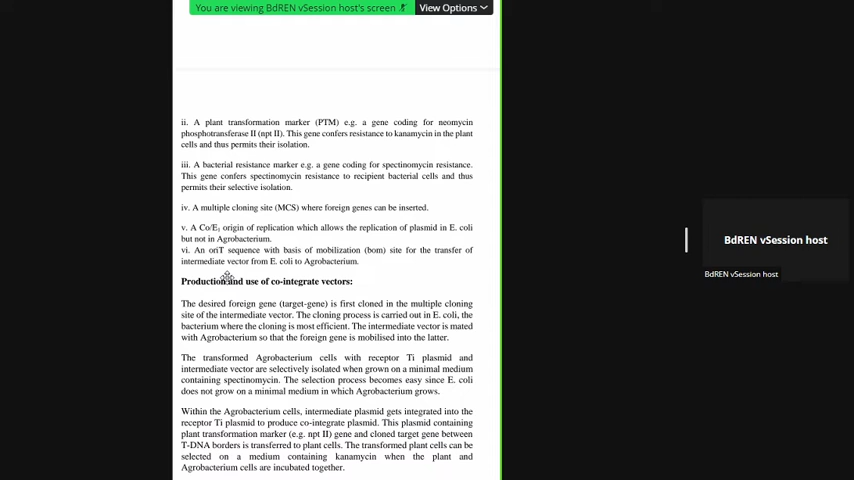 You are viewing BdREN vSession host's screen
View Options
ii. A plant transformation marker (PTM) e.g. a gene coding for neomycin
phosphotransferase II (npt II). This gene confers resistance to kanamycin in the plant
cells and thus permits their isolation.
iii. A bacterial resistance marker e.g. a gene coding for spectinomycin resistance.
This gene confers spectinomycin resistance to recipient bacterial cells and thus
permits their selective isolation.
iv. A multiple cloning site (MCS) where foreign genes can be inserted.
v. A Co/E₁ origin of replication which allows the replication of plasmid in E. coli
but not in Agrobacterium.
vi. An oriT sequence with basis of mobilization (bom) site for the transfer of
intermediate vector from E. coli to Agrobacterium.
Production and use of co-integrate vectors:
The desired foreign gene (target-gene) is first cloned in the multiple cloning
site of the intermediate vector. The cloning process is carried out in E. coli, the
bacterium where the cloning is most efficient. The intermediate vector is mated
with Agrobacterium so that the foreign gene is mobilised into the latter.
The transformed Agrobacterium cells with receptor Ti plasmid and
intermediate vector are selectively isolated when grown on a minimal medium
containing spectinomycin. The selection process becomes easy since E. coli
does not grow on a minimal medium in which Agrobacterium grows.
Within the Agrobacterium cells, intermediate plasmid gets integrated into the
receptor Ti plasmid to produce co-integrate plasmid. This plasmid containing
plant transformation marker (e.g. npt II) gene and cloned target gene between
T-DNA borders is transferred to plant cells. The transformed plant cells can be
selected on a medium containing kanamycin when the plant and
Agrobacterium cells are incubated together.
BdREN vSession host
BdREN vSession host